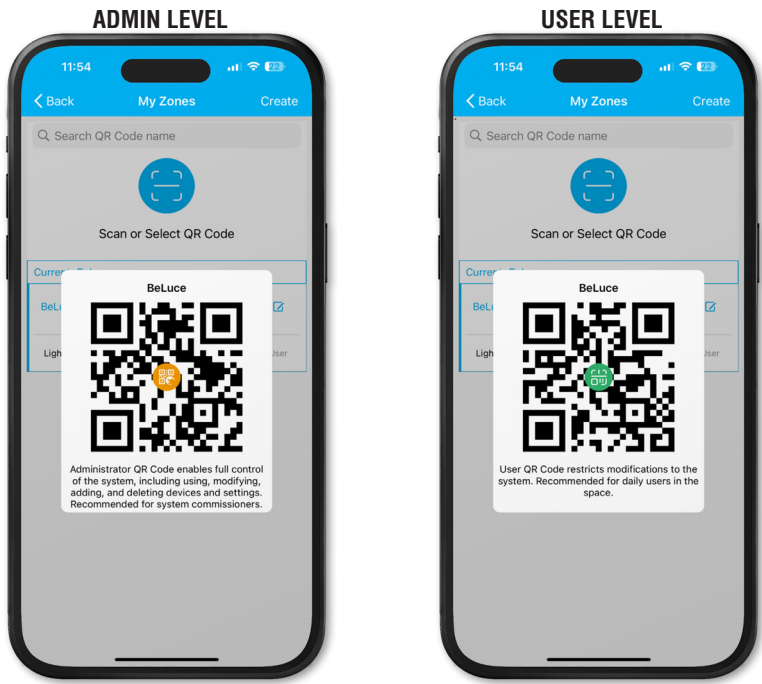 ADMIN LEVEL
11:54
22
Back
My Zones
Create
Search QR Code name
Scan or Select QR Code
BeLuce
Administrator QR Code enables full control
of the system, including using, modifying,
adding, and deleting devices and settings.
Recommended for system commissioners.
USER LEVEL
11:54
22
Back
My Zones
Create
Search QR Code name
Scan or Select QR Code
BeLuce
User QR Code restricts modifications to the
system. Recommended for daily users in the
space.
User